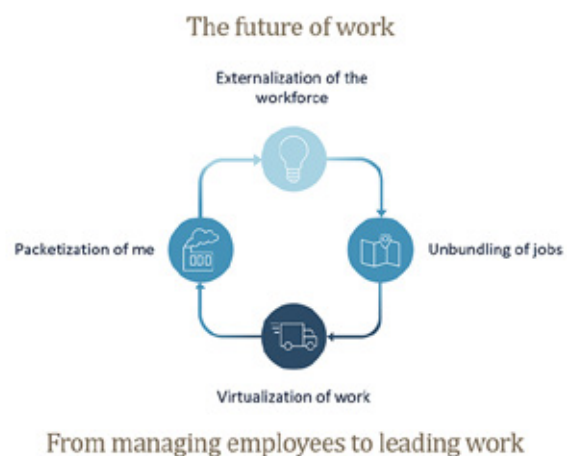 The future of work
Externalization of the
workforce
Packetization of me
Unbundling of jobs
Virtualization of work
From managing employees to leading work